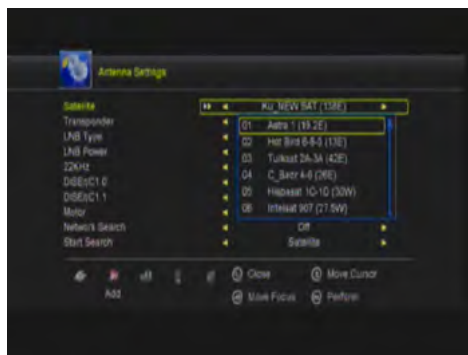 Antenna Settings
Satellite Ku_NEW SAT (138E)
Transponder 01 Astra 1 (19.2E)
LNB Type 02 Hot Bird 6-8-9 (13E)
LNB Power 03 Turksat 2A-3A (42E)
22KHz 04 C_Badr 4-6 (26E)
DiSEqC1.0 05 Hispasat 1C-1D (30W)
DiSEqC1.1 06 Intelsat 907 (27.5W)
Motor
Network Search Off
Start Search Satellite
Close Move Cursor
Add Move Focus Perform